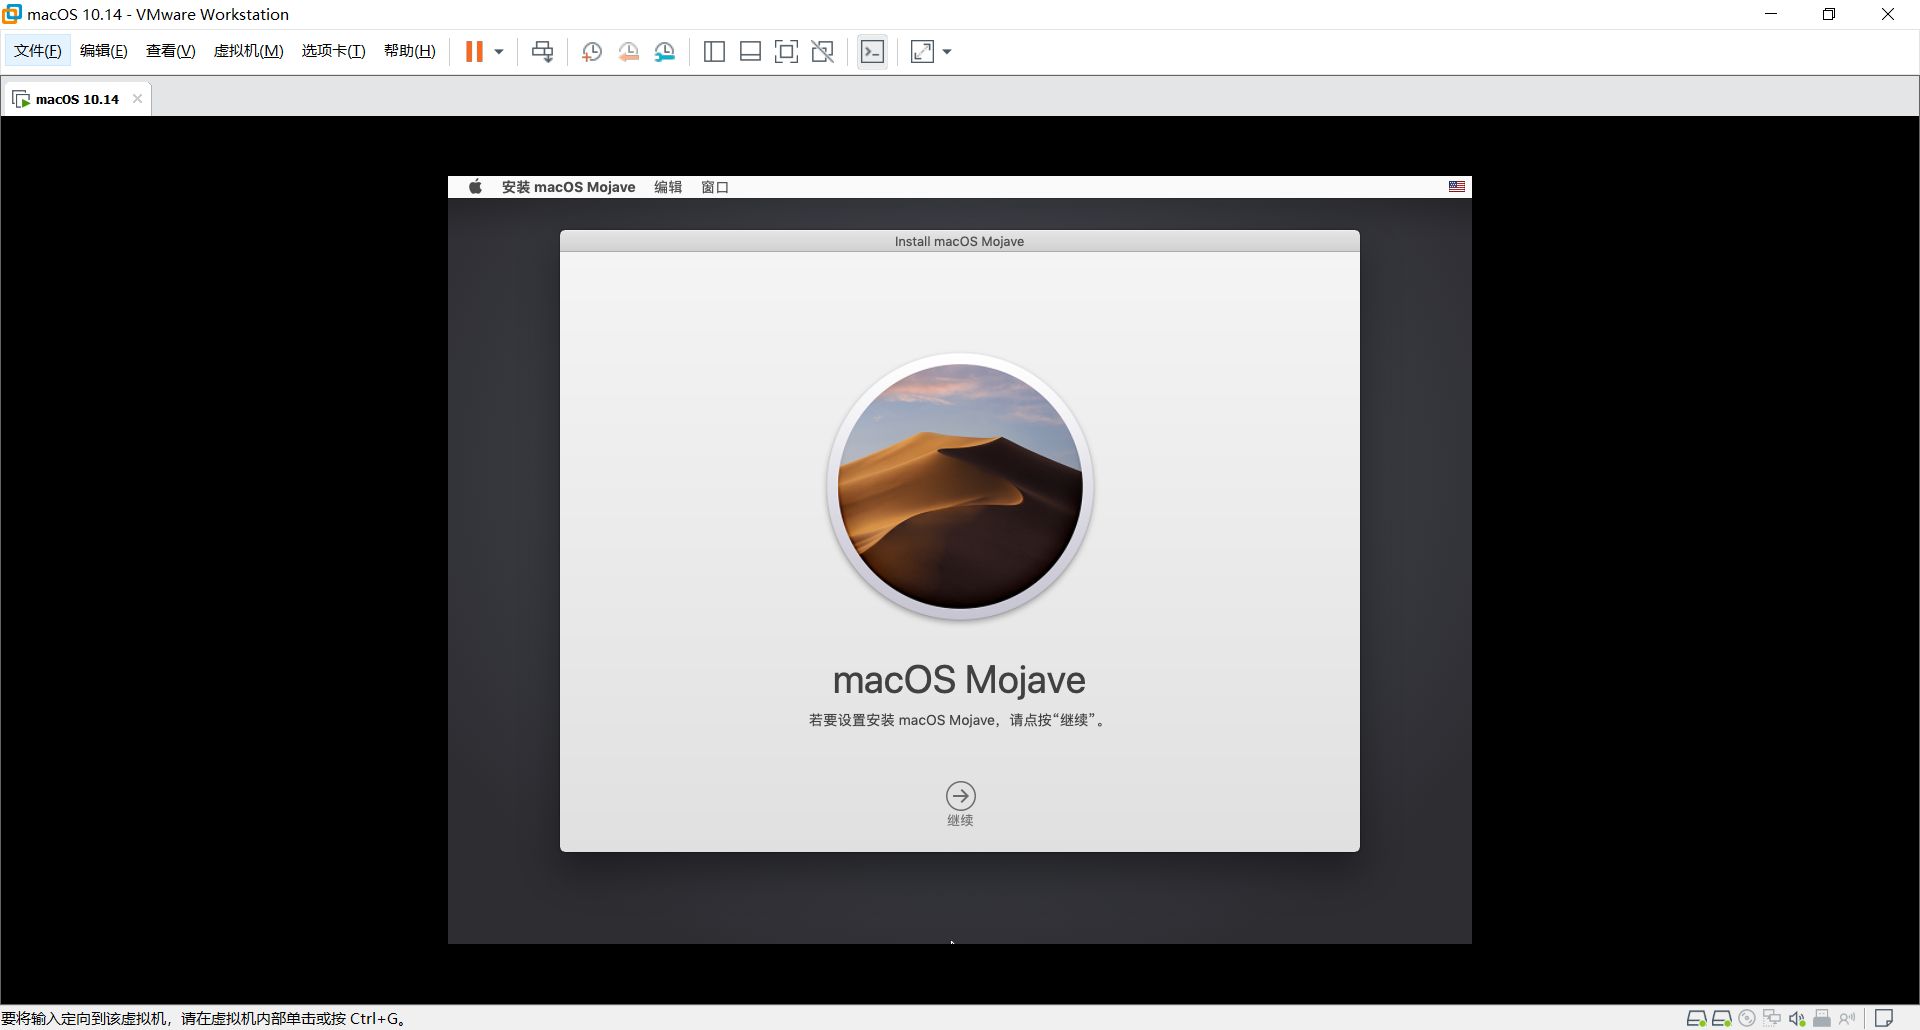 macOS 10.14 - VMware Workstation
文件(F) 编辑(E) 查看(V) 虚拟机(M) 选项卡(T) 帮助(H)
macOS 10.14
安装 macOS Mojave 编辑 窗口
Install macOS Mojave
macOS Mojave
若要设置安装 macOS Mojave，请点按“继续”。
继续
要将输入定向到该虚拟机，请在虚拟机内部单击或按 Ctrl+G。